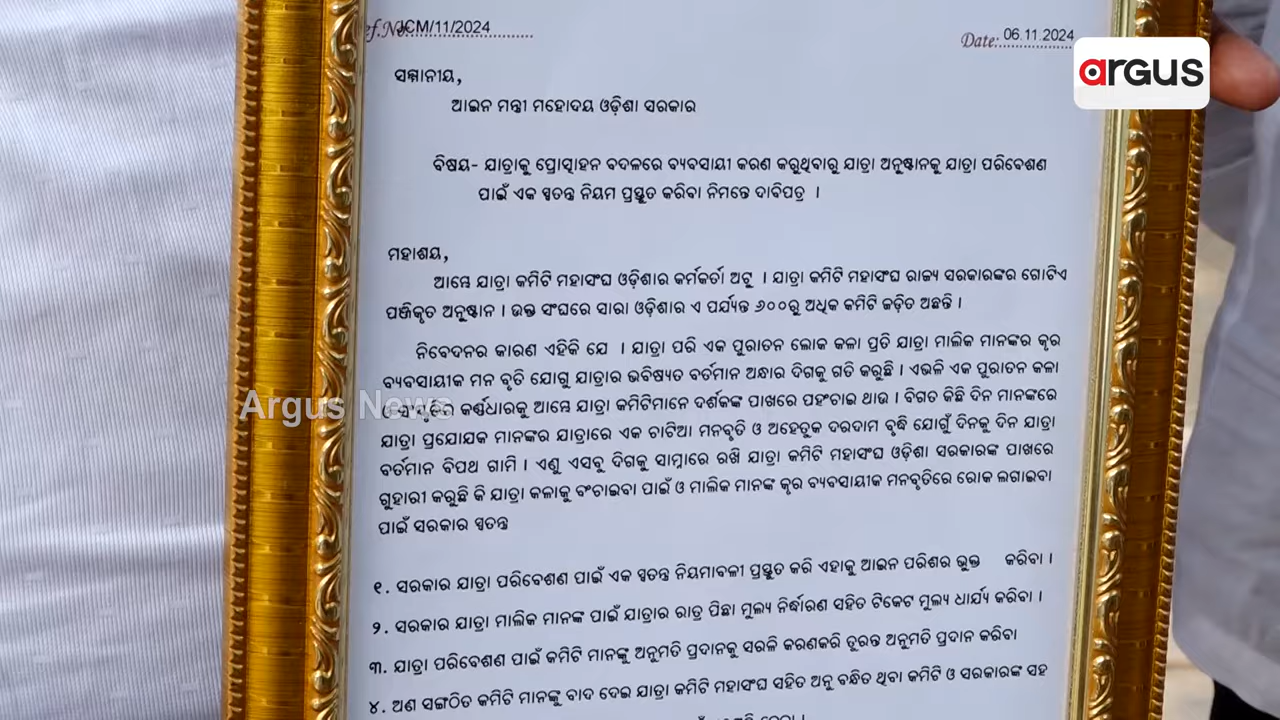 ef.No. JCM/11/2024
Date: 06.11.2024
argus
ସମ୍ମାନୀୟ,
ଆଇନ ମନ୍ତ୍ରୀ ମହୋଦୟ ଓଡ଼ିଶା ସରକାର
ବିଷୟ- ଯାତ୍ରାକୁ ପ୍ରୋତ୍ସାହନ ବଦଳରେ ବ୍ୟବସାୟୀ କରଣ କରୁଥିବାରୁ ଯାତ୍ରା ଅନୁଷ୍ଠାନକୁ ଯାତ୍ରା ପରିବେଶଣ
ପାଇଁ ଏକ ସ୍ୱତନ୍ତ୍ର ନିୟମ ପ୍ରସ୍ତୁତ କରିବା ନିମନ୍ତେ ଦାବିପତ୍ର ।
ମହାଶୟ,
ଆମ୍ଭେ ଯାତ୍ରା କମିଟି ମହାସଂଘ ଓଡ଼ିଶାର କର୍ମକର୍ତା ଅଟୁ । ଯାତ୍ରା କମିଟି ମହାସଂଘ ରାଜ୍ୟ ସରକାରଙ୍କର ଗୋଟିଏ
ପଞ୍ଜିକୃତ ଅନୁଷ୍ଠାନ । ଉକ୍ତ ସଂଘରେ ସାରା ଓଡ଼ିଶାର ଏ ପର୍ଯ୍ୟନ୍ତ ୬୦୦ରୁ ଅଧିକ କମିଟି ଜଡ଼ିତ ଅଛନ୍ତି ।
ନିବେଦନର କାରଣ ଏହିକି ଯେ । ଯାତ୍ରା ପରି ଏକ ପୁରାତନ ଲୋକ କଳା ପ୍ରତି ଯାତ୍ରା ମାଲିକ ମାନଙ୍କର କୃର
ବ୍ୟବସାୟୀକ ମନ ବୃତି ଯୋଗୁ ଯାତ୍ରାର ଭବିଷ୍ୟତ ବର୍ତମାନ ଅନ୍ଧାର ଦିଗକୁ ଗତି କରୁଛି । ଏଭଳି ଏକ ପୁରାତନ କଳା
ଓ ସଂସ୍କୃତିର କର୍ଣ୍ଣଧାରକୁ ଆମ୍ଭେ ଯାତ୍ରା କମିଟିମାନେ ଦର୍ଶକଙ୍କ ପାଖରେ ପହଂଚାଇ ଥାଉ । ବିଗତ କିଛି ଦିନ ମାନଙ୍କରେ
Argus News
ଯାତ୍ରା ପ୍ରଯୋଯକ ମାନଙ୍କର ଯାତ୍ରାରେ ଏକ ଚାଟିଆ ମନବୃତି ଓ ଅହେତୁକ ଦରଦାମ ବୃଦ୍ଧି ଯୋଗୁଁ ଦିନକୁ ଦିନ ଯାତ୍ରା
ବର୍ତମାନ ବିପଥ ଗାମି । ଏଣୁ ଏସବୁ ଦିଗକୁ ସାମ୍ନାରେ ରଖି ଯାତ୍ରା କମିଟି ମହାସଂଘ ଓଡ଼ିଶା ସରକାରଙ୍କ ପାଖରେ
ଗୁହାରୀ କରୁଛି କି ଯାତ୍ରା କଳାକୁ ବଂଚାଇବା ପାଇଁ ଓ ମାଲିକ ମାନଙ୍କ କୃର ବ୍ୟବସାୟୀକ ମନବୃତିରେ ରୋକ ଲଗାଇବା
ପାଇଁ ସରକାର ସ୍ୱତନ୍ତ୍ର
୧. ସରକାର ଯାତ୍ରା ପରିବେଶଣ ପାଇଁ ଏକ ସ୍ୱତନ୍ତ୍ର ନିୟମାବଳୀ ପ୍ରସ୍ତୁତ କରି ଏହାକୁ ଆଇନ ପରିଶର ଭୁକ୍ତ କରିବା ।
୨. ସରକାର ଯାତ୍ରା ମାଲିକ ମାନଙ୍କ ପାଇଁ ଯାତ୍ରାର ରାତ୍ର ପିଛା ମୁଲ୍ୟ ନିର୍ଦ୍ଧାରଣ ସହିତ ଟିକେଟ ମୁଲ୍ୟ ଧାର୍ଯ୍ୟ କରିବା ।
୩. ଯାତ୍ରା ପରିବେଶଣ ପାଇଁ କମିଟି ମାନଙ୍କୁ ଅନୁମତି ପ୍ରଦାନକୁ ସରଳି କରଣକରି ତୁରନ୍ତ ଅନୁମତି ପ୍ରଦାନ କରିବା
୪. ଅଣ ସଙ୍ଗଠିତ କମିଟି ମାନଙ୍କୁ ବାଦ ଦେଇ ଯାତ୍ରା କମିଟି ମହାସଂଘ ସହିତ ଅନୁ ବନ୍ଧିତ ଥିବା କମିଟି ଓ ସରକାରଙ୍କ ସହ